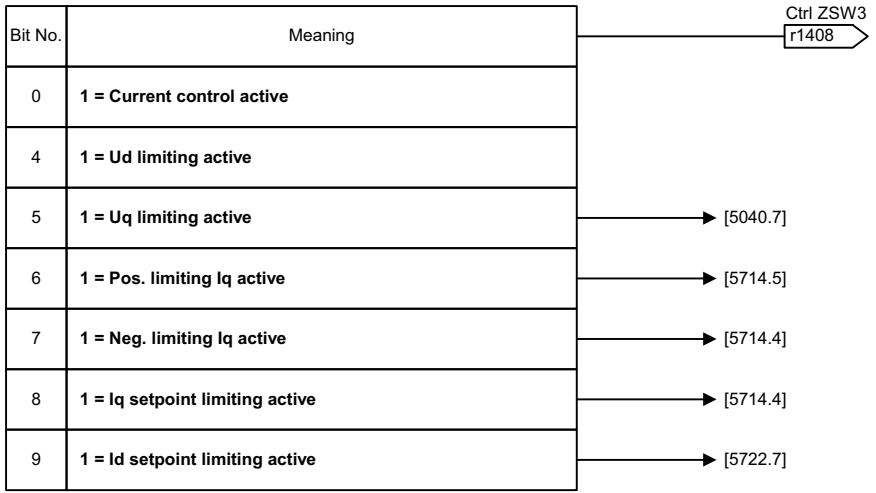 Ctrl ZSW3
Bit No. Meaning r1408
0 1 = Current control active
4 1 = Ud limiting active
5 1 = Uq limiting active [5040.7]
6 1 = Pos. limiting Iq active [5714.5]
7 1 = Neg. limiting Iq active [5714.4]
8 1 = Iq setpoint limiting active [5714.4]
9 1 = Id setpoint limiting active [5722.7]